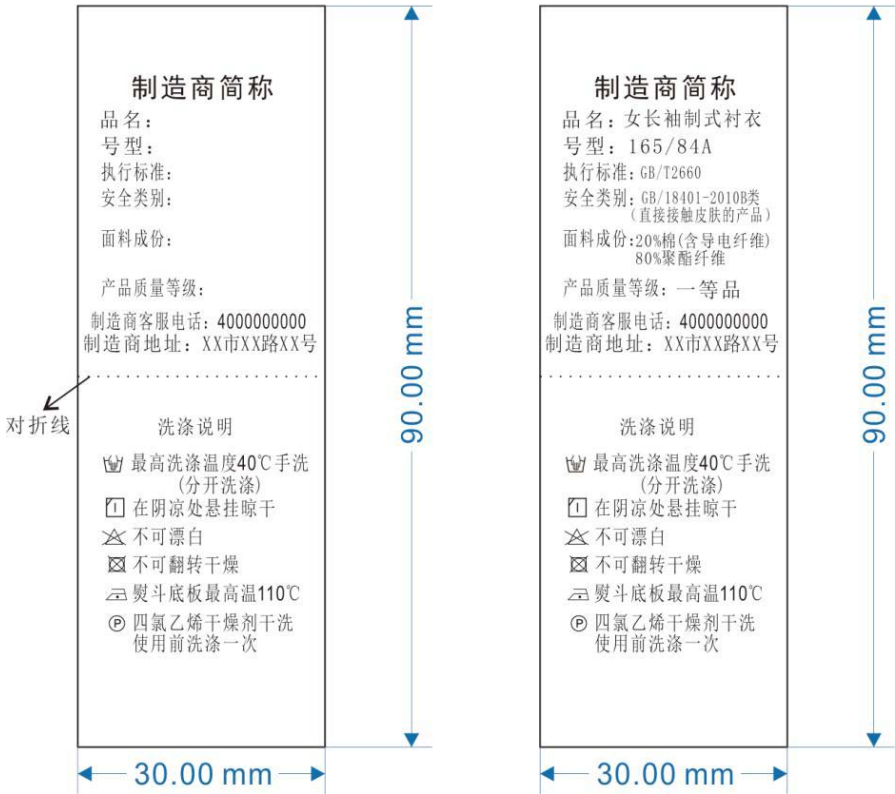 制造商简称
品名：
号型：
执行标准：
安全类别：
面料成份：
产品质量等级：
制造商客服电话：4000000000
制造商地址：XX市XX路XX号
对折线
洗涤说明
最高洗涤温度40℃手洗
(分开洗涤)
在阴凉处悬挂晾干
不可漂白
不可翻转干燥
熨斗底板最高温110℃
P 四氯乙烯干燥剂干洗
使用前洗涤一次
90.00 mm
30.00 mm
制造商简称
品名：女长袖制式衬衣
号型：165/84A
执行标准：GB/T2660
安全类别：GB/18401-2010B类
（直接接触皮肤的产品）
面料成份：20%棉(含导电纤维)
80%聚酯纤维
产品质量等级：一等品
制造商客服电话：4000000000
制造商地址：XX市XX路XX号
洗涤说明
最高洗涤温度40℃手洗
(分开洗涤)
在阴凉处悬挂晾干
不可漂白
不可翻转干燥
熨斗底板最高温110℃
P 四氯乙烯干燥剂干洗
使用前洗涤一次
90.00 mm
30.00 mm